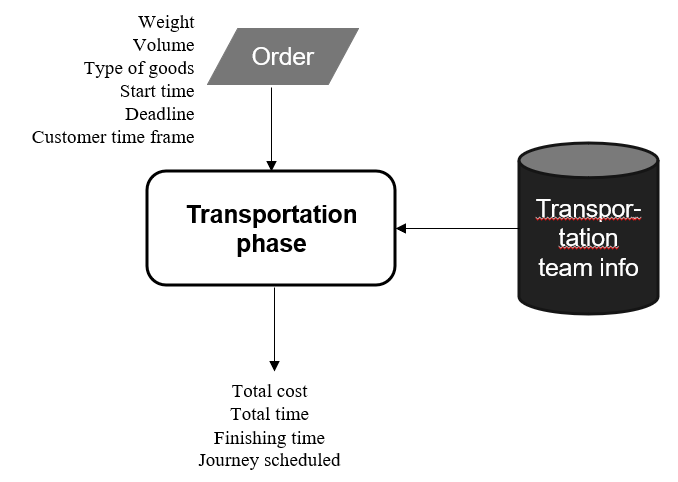 Weight
Volume
Type of goods
Start time
Deadline
Customer time frame
Order
Transportation
phase
Transpor-
tation
team info
Total cost
Total time
Finishing time
Journey scheduled